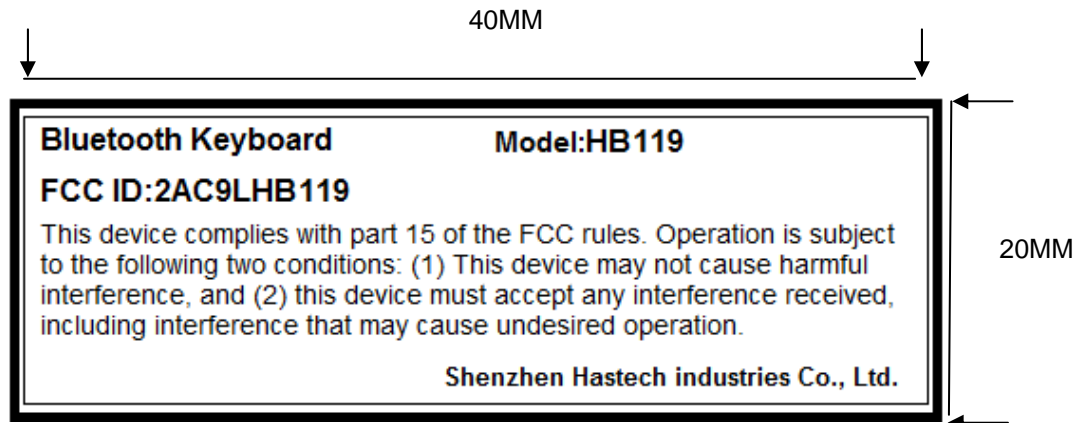 40MM
Bluetooth Keyboard Model:HB119
FCC ID:2AC9LHB119
This device complies with part 15 of the FCC rules. Operation is subject
to the following two conditions: (1) This device may not cause harmful
interference, and (2) this device must accept any interference received,
including interference that may cause undesired operation.
20MM
Shenzhen Hastech industries Co., Ltd.